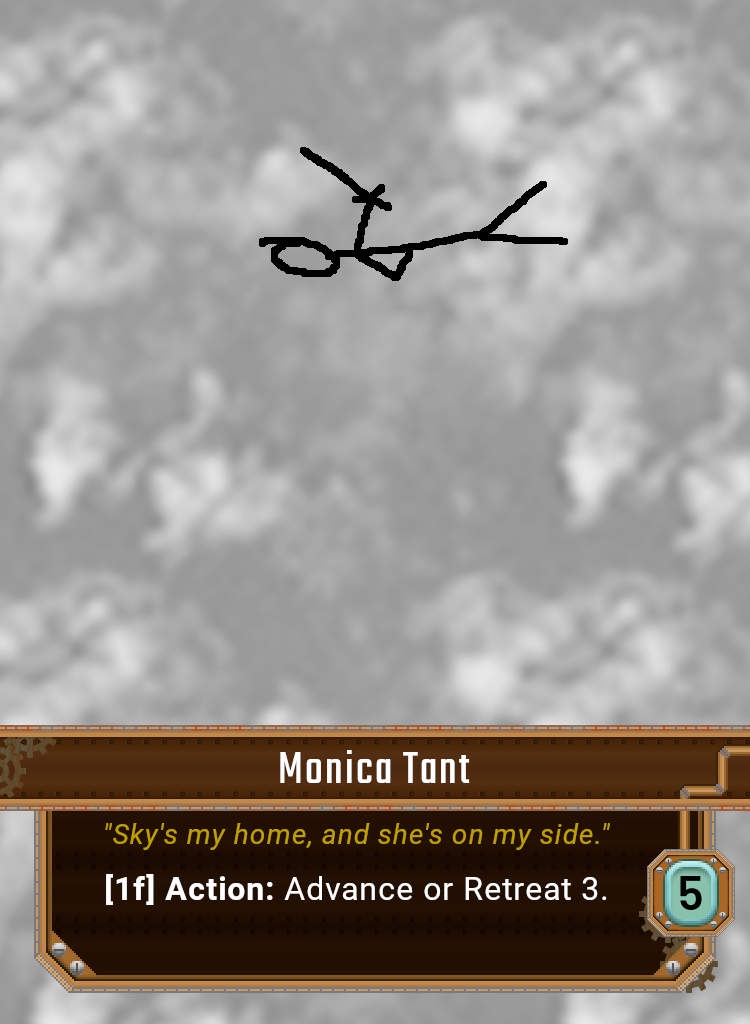 Monica Tant
"Sky's my home, and she's on my side."
[1f] Action: Advance or Retreat 3.
5